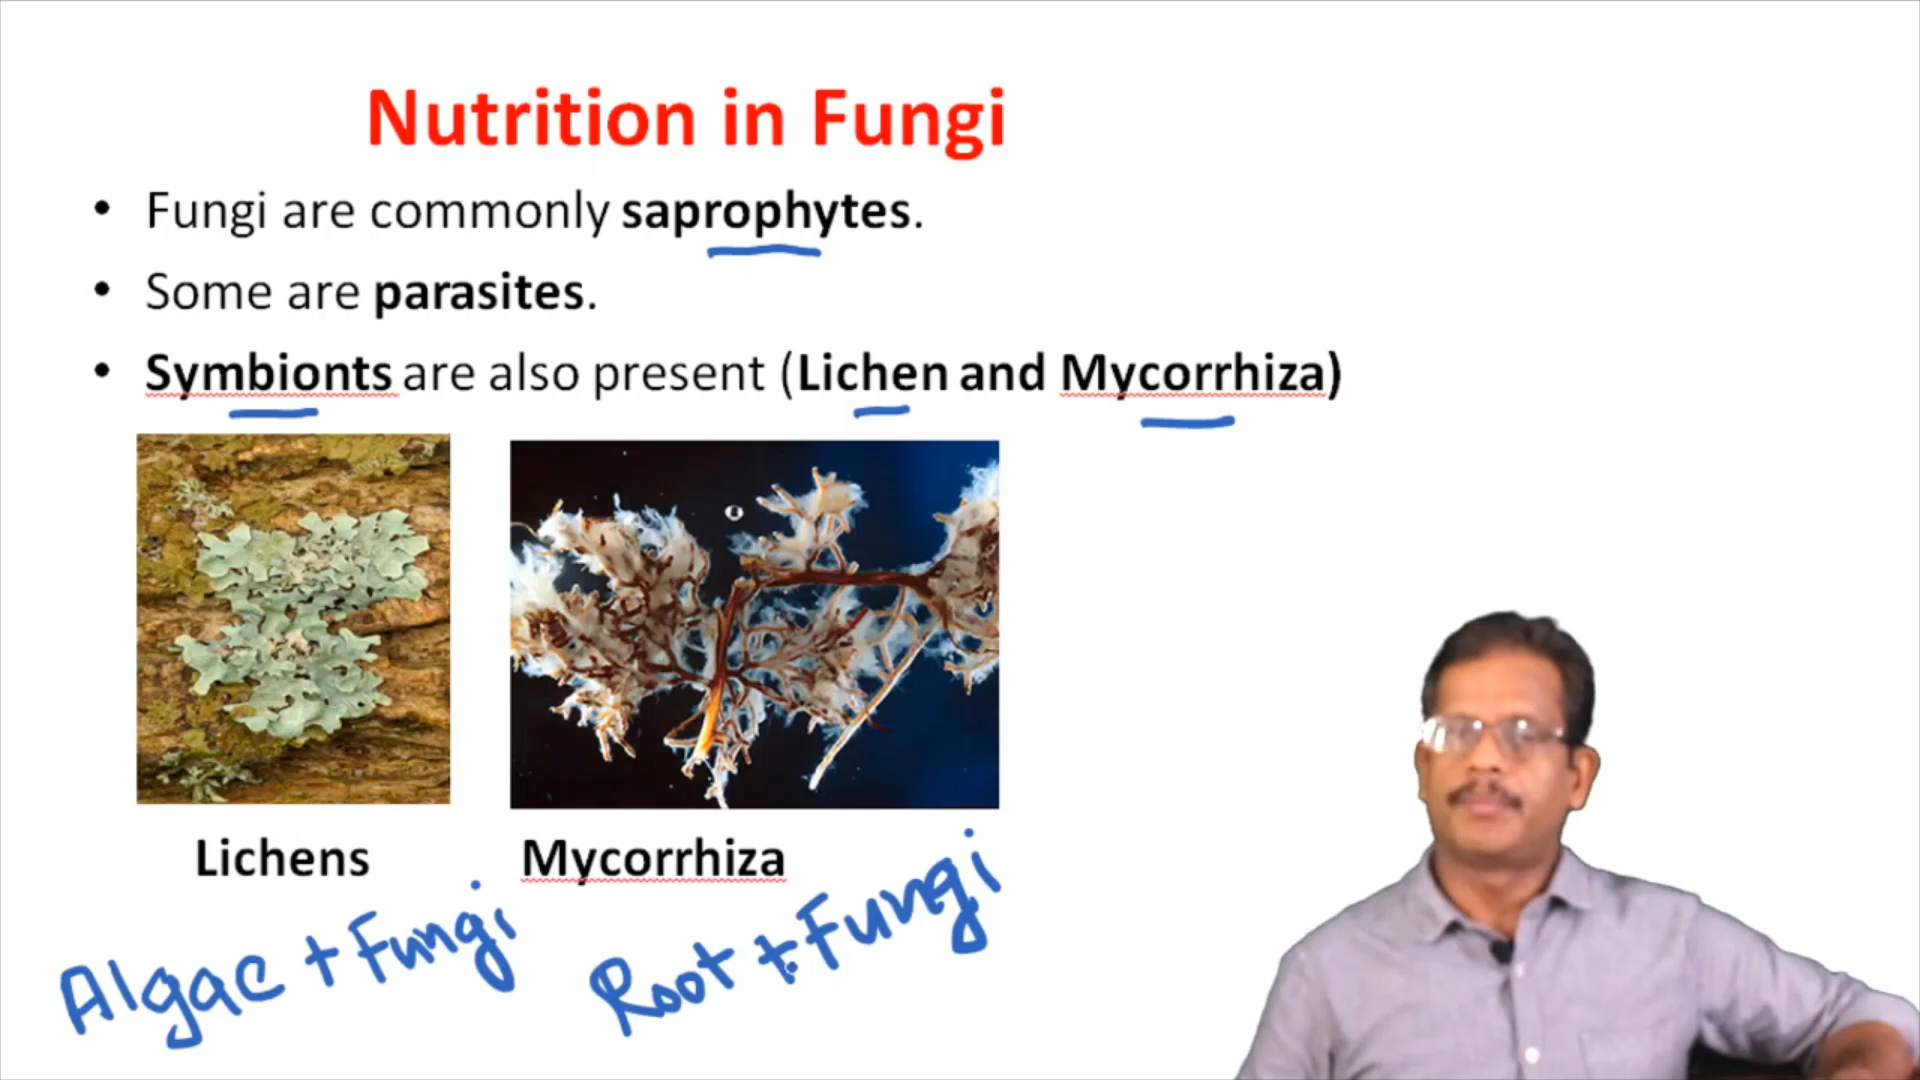 Nutrition in Fungi
• Fungi are commonly saprophytes.
• Some are parasites.
• Symbionts are also present (Lichen and Mycorrhiza)
Lichens
Mycorrhiza
Algae + Fungi
Root + Fungi